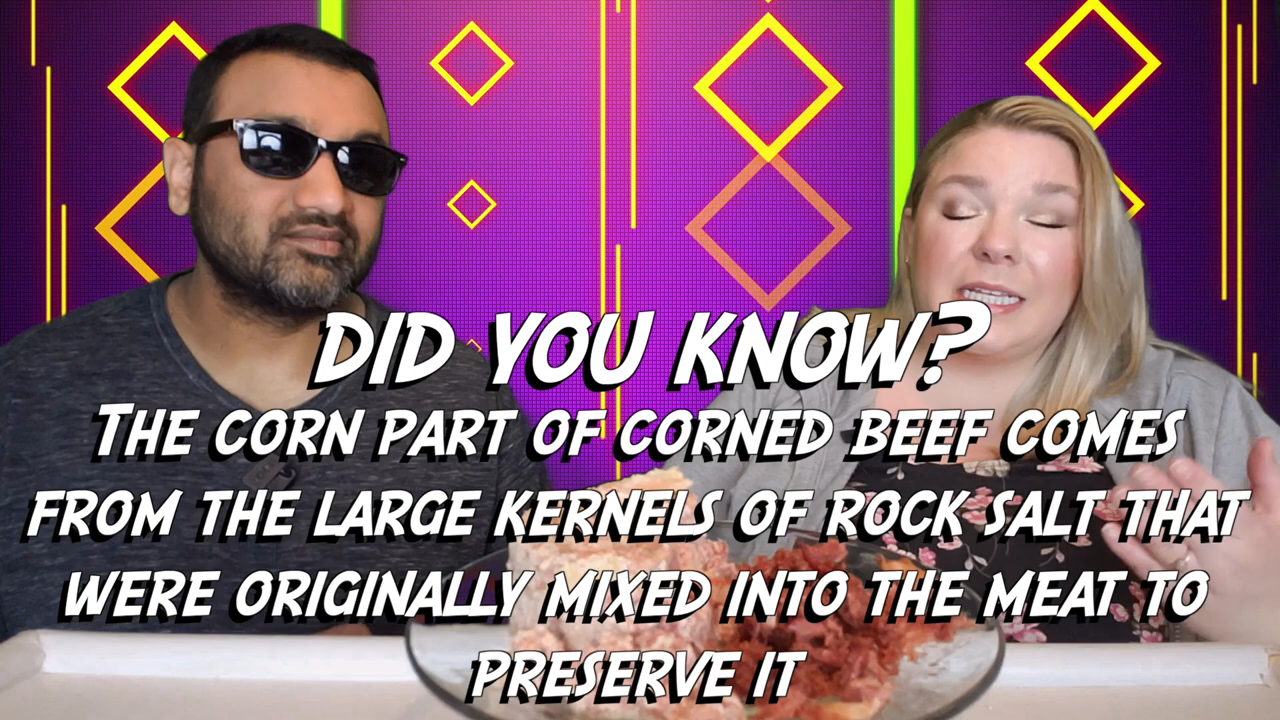 DID YOU KNOW?
THE CORN PART OF CORNED BEEF COMES
FROM THE LARGE KERNELS OF ROCK SALT THAT
WERE ORIGINALLY MIXED INTO THE MEAT TO
PRESERVE IT